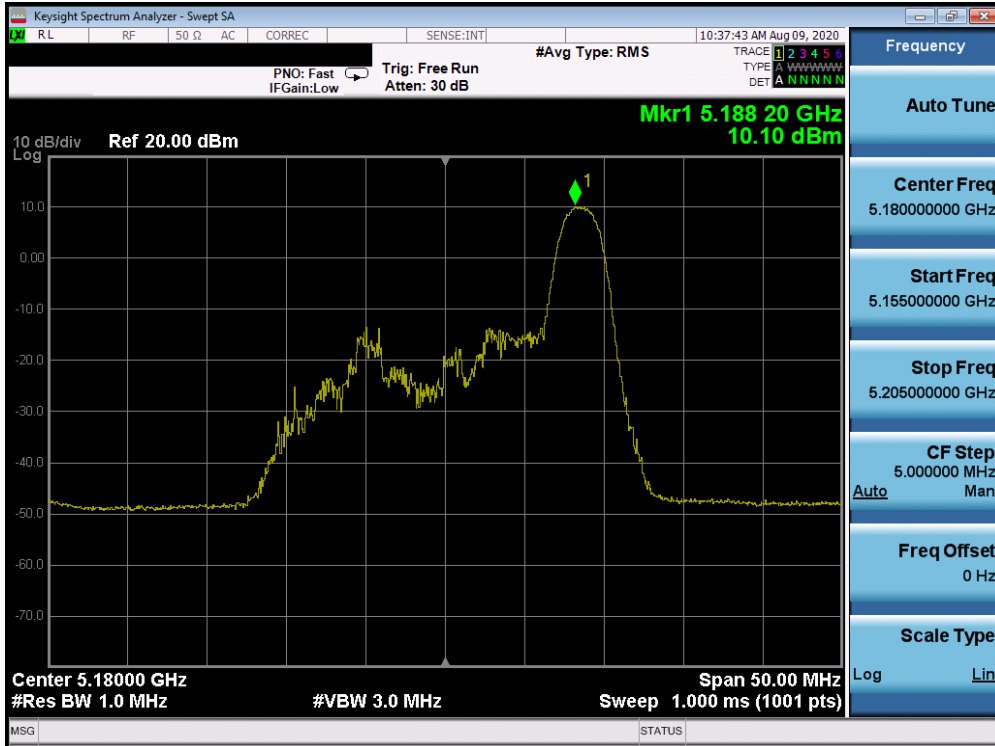 Keysight Spectrum Analyzer - Swept SA
LXI RL RF 50 Ω AC CORREC SENSE:INT 10:37:43 AM Aug 09, 2020
#Avg Type: RMS TRACE 1 2 3 4 5 6
PNO: Fast Trig: Free Run TYPE A WWWWW
IFGain:Low Atten: 30 dB DET A N N N N N
Mkr1 5.188 20 GHz
10.10 dBm
10 dB/div Ref 20.00 dBm
Log
1
10.0
0.00
-10.0
-20.0
-30.0
-40.0
-50.0
-60.0
-70.0
Center 5.18000 GHz Span 50.00 MHz
#Res BW 1.0 MHz #VBW 3.0 MHz Sweep 1.000 ms (1001 pts)
MSG STATUS
Frequency
Auto Tune
Center Freq
5.180000000 GHz
Start Freq
5.155000000 GHz
Stop Freq
5.205000000 GHz
CF Step
5.000000 MHz
Auto Man
Freq Offset
0 Hz
Scale Type
Log Lin